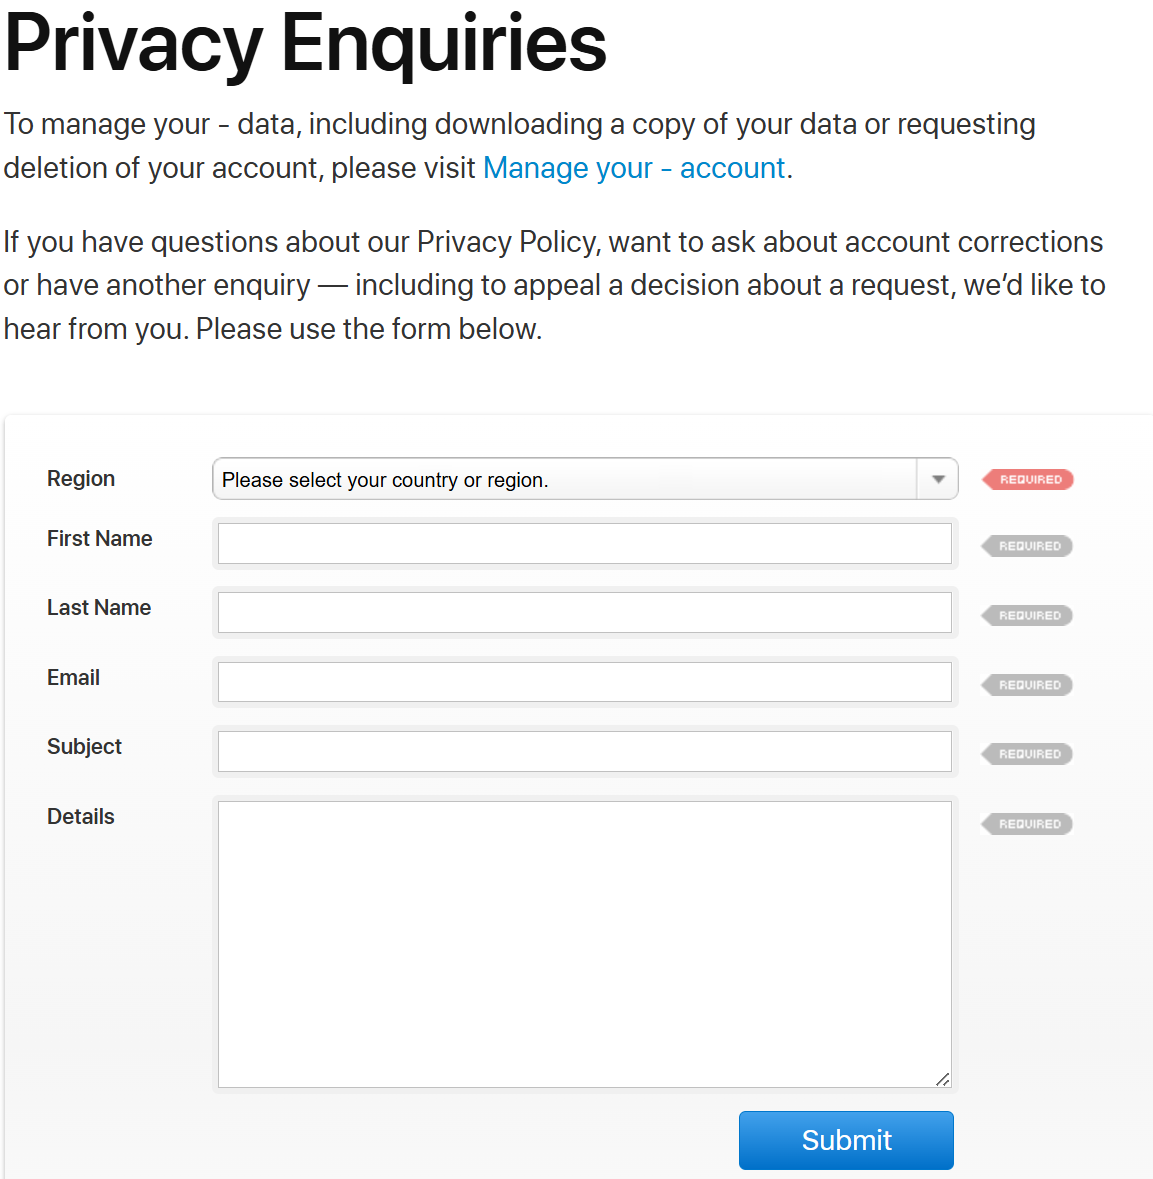 Privacy Enquiries
To manage your - data, including downloading a copy of your data or requesting
deletion of your account, please visit Manage your - account.
If you have questions about our Privacy Policy, want to ask about account corrections
or have another enquiry — including to appeal a decision about a request, we’d like to
hear from you. Please use the form below.
Region Please select your country or region. REQUIRED
First Name REQUIRED
Last Name REQUIRED
Email REQUIRED
Subject REQUIRED
Details REQUIRED
Submit